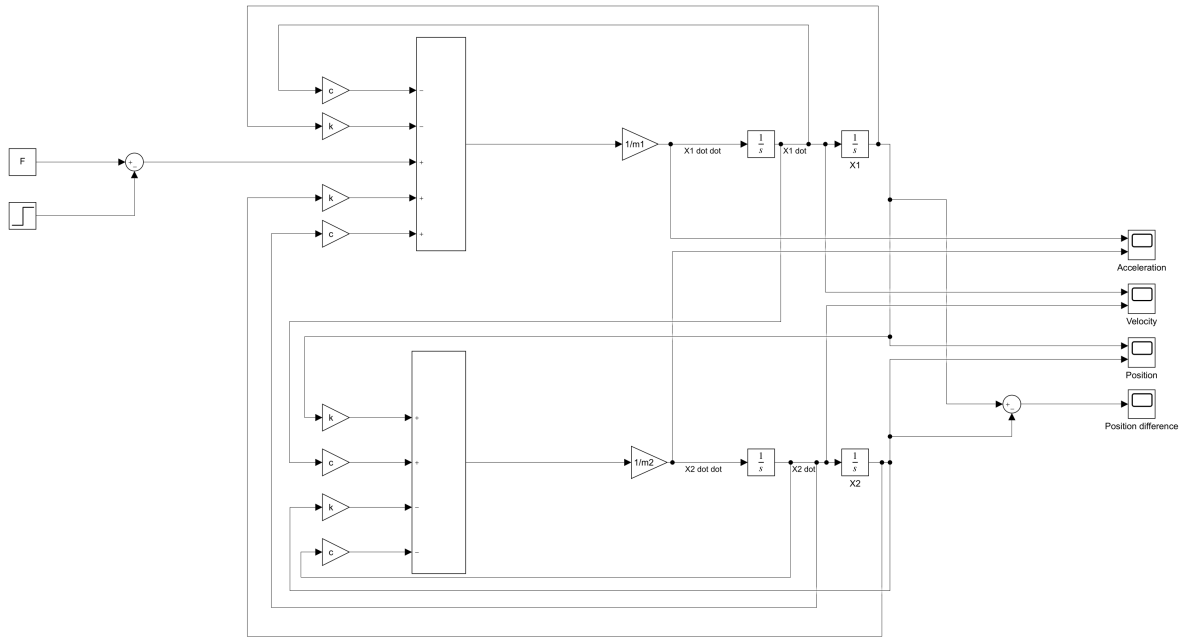 c
−
k
−
1/m1
1
s
1
s
X1 dot dot
X1 dot
X1
F
+
−
+
k
+
c
+
Acceleration
Velocity
Position
k
+
+
−
Position difference
c
+
1/m2
1
s
1
s
X2 dot dot
X2 dot
X2
k
−
c
−